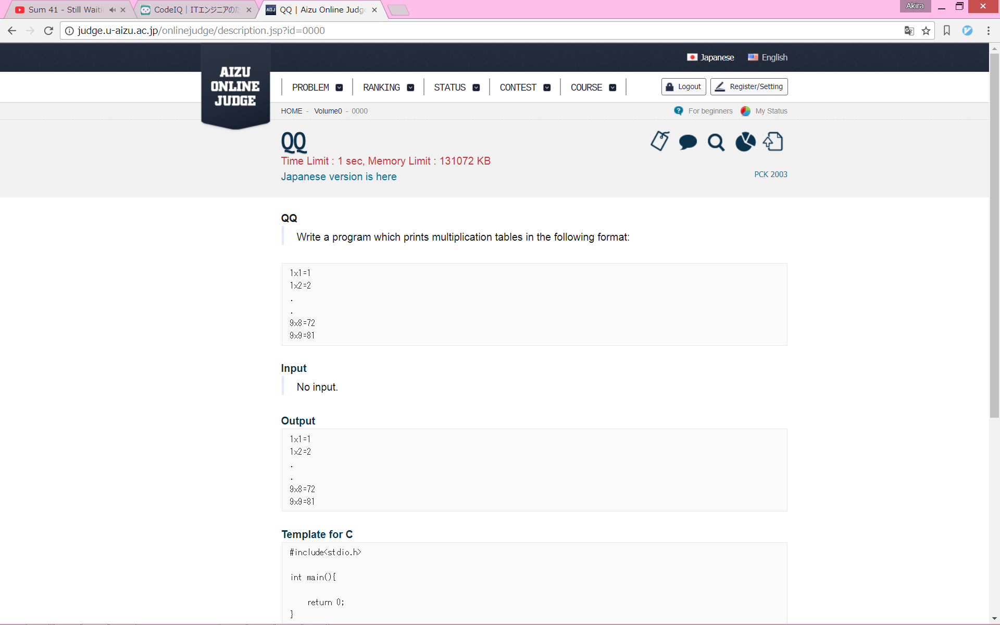 Sum 41 - Still Waiti
CodeIQ | ITエンジニアのた
QQ | Aizu Online Judg
Akira
judge.u-aizu.ac.jp/onlinejudge/description.jsp?id=0000
Japanese
English
AIZU
ONLINE
JUDGE
PROBLEM
RANKING
STATUS
CONTEST
COURSE
Logout
Register/Setting
HOME - Volume0 - 0000
For beginners
My Status
QQ
Time Limit : 1 sec, Memory Limit : 131072 KB
Japanese version is here
PCK 2003
QQ
Write a program which prints multiplication tables in the following format:
1x1=1
1x2=2
.
.
9x8=72
9x9=81
Input
No input.
Output
1x1=1
1x2=2
.
.
9x8=72
9x9=81
Template for C
#include<stdio.h>
int main(){
return 0;
}